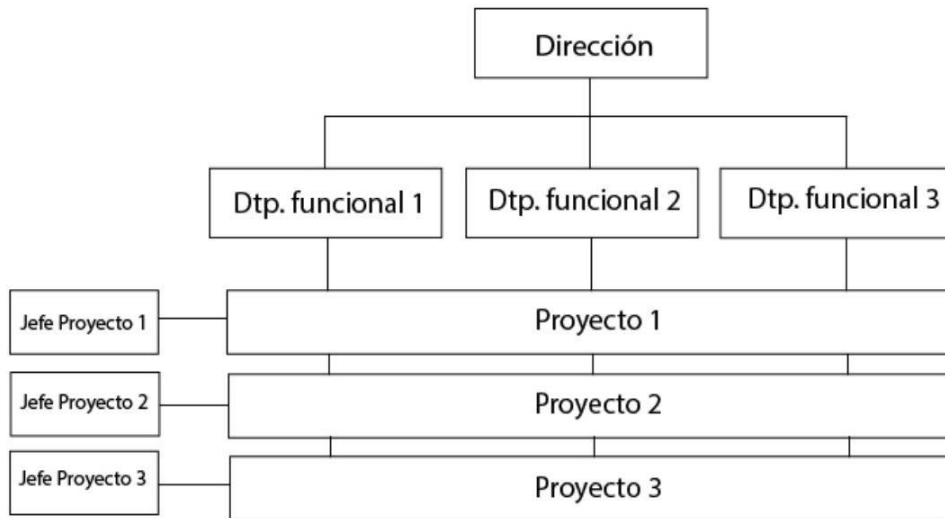 Dirección
Dtp. funcional 1
Dtp. funcional 2
Dtp. funcional 3
Jefe Proyecto 1
Proyecto 1
Jefe Proyecto 2
Proyecto 2
Jefe Proyecto 3
Proyecto 3